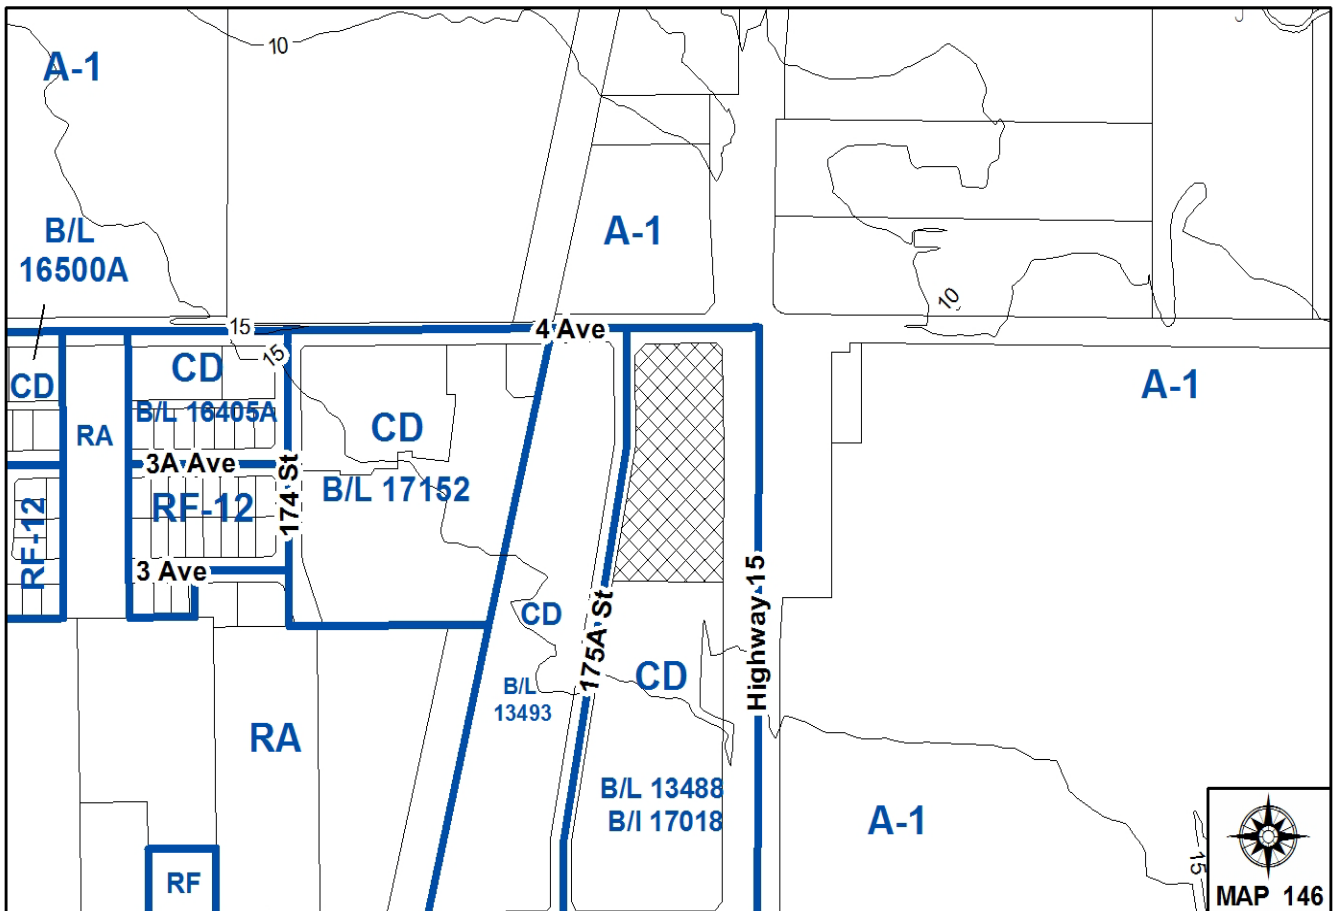 10
A-1
B/L
16500A
A-1
10
15
4 Ave
15
CD
CD
A-1
B/L 16405A
CD
RA
3A Ave
174 St
B/L 17152
RF-12
RF-12
3 Ave
Highway 15
CD
175A St
CD
B/L
13493
RA
B/L 13488
B/l 17018
A-1
15
RF
MAP 146